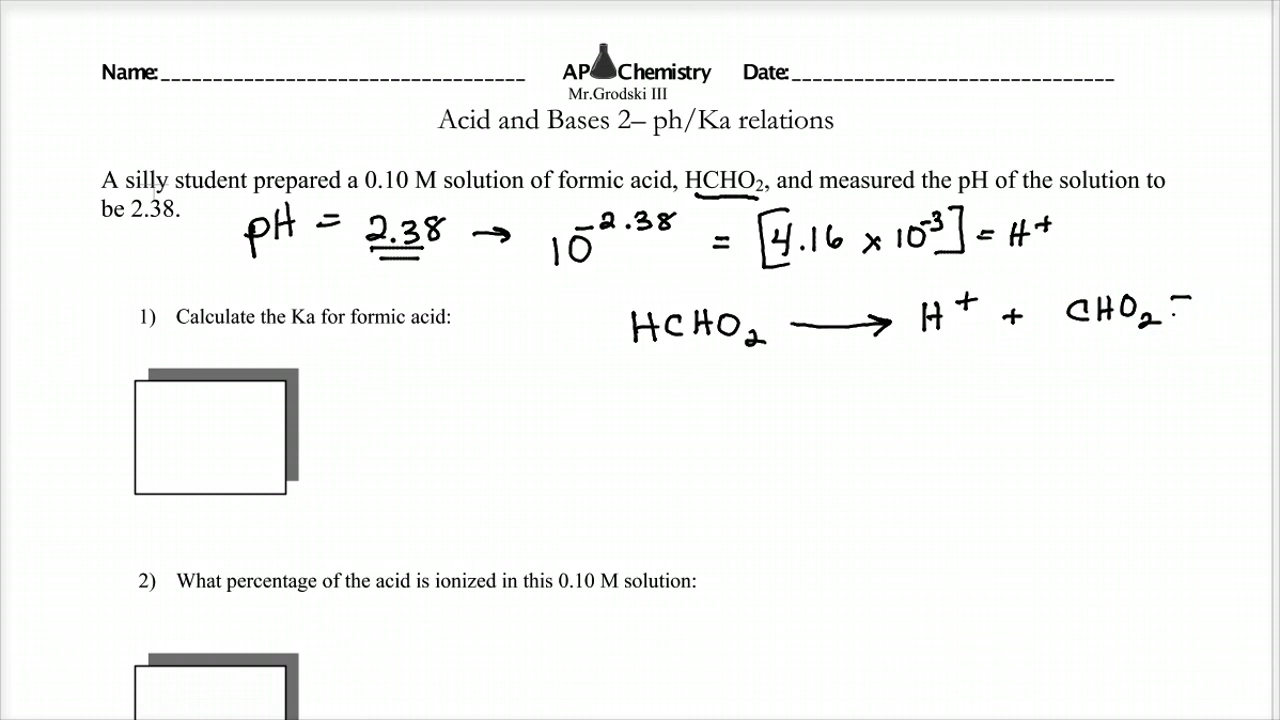 Name:___________________________________ AP Chemistry Date:_______________________________
Mr.Grodski III
Acid and Bases 2– ph/Ka relations
A silly student prepared a 0.10 M solution of formic acid, HCHO₂, and measured the pH of the solution to
be 2.38.
pH = 2.38 → 10⁻²·³⁸ = [4.16 x 10⁻³] = H⁺
1) Calculate the Ka for formic acid:
HCHO₂ → H⁺ + CHO₂⁻
2) What percentage of the acid is ionized in this 0.10 M solution: